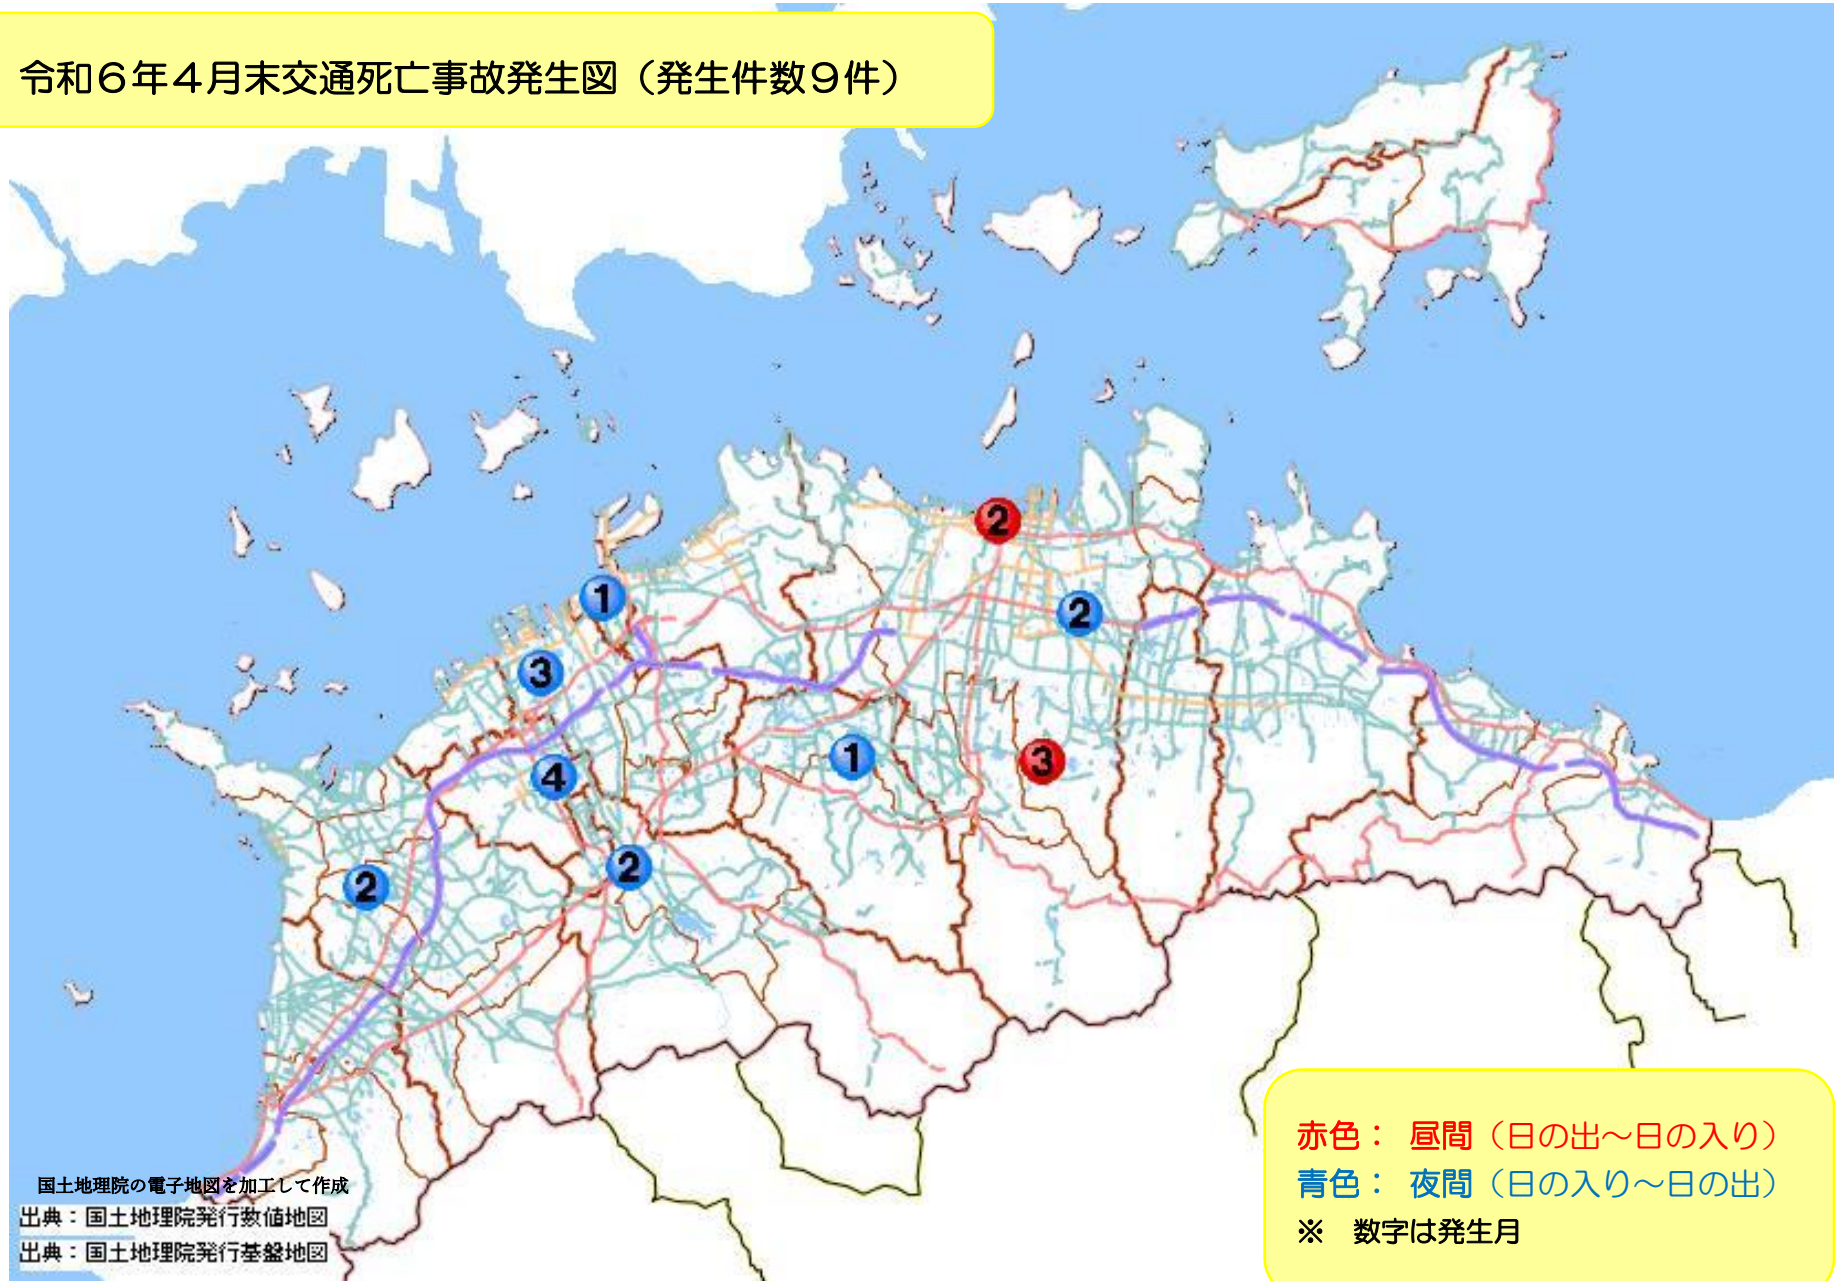 令和６年４月末交通死亡事故発生図（発生件数９件）
2
1
2
3
1
3
4
2
2
赤色： 昼間（日の出～日の入り）
青色： 夜間（日の入り～日の出）
※ 数字は発生月
国土地理院の電子地図を加工して作成
出典：国土地理院発行数値地図
出典：国土地理院発行基盤地図